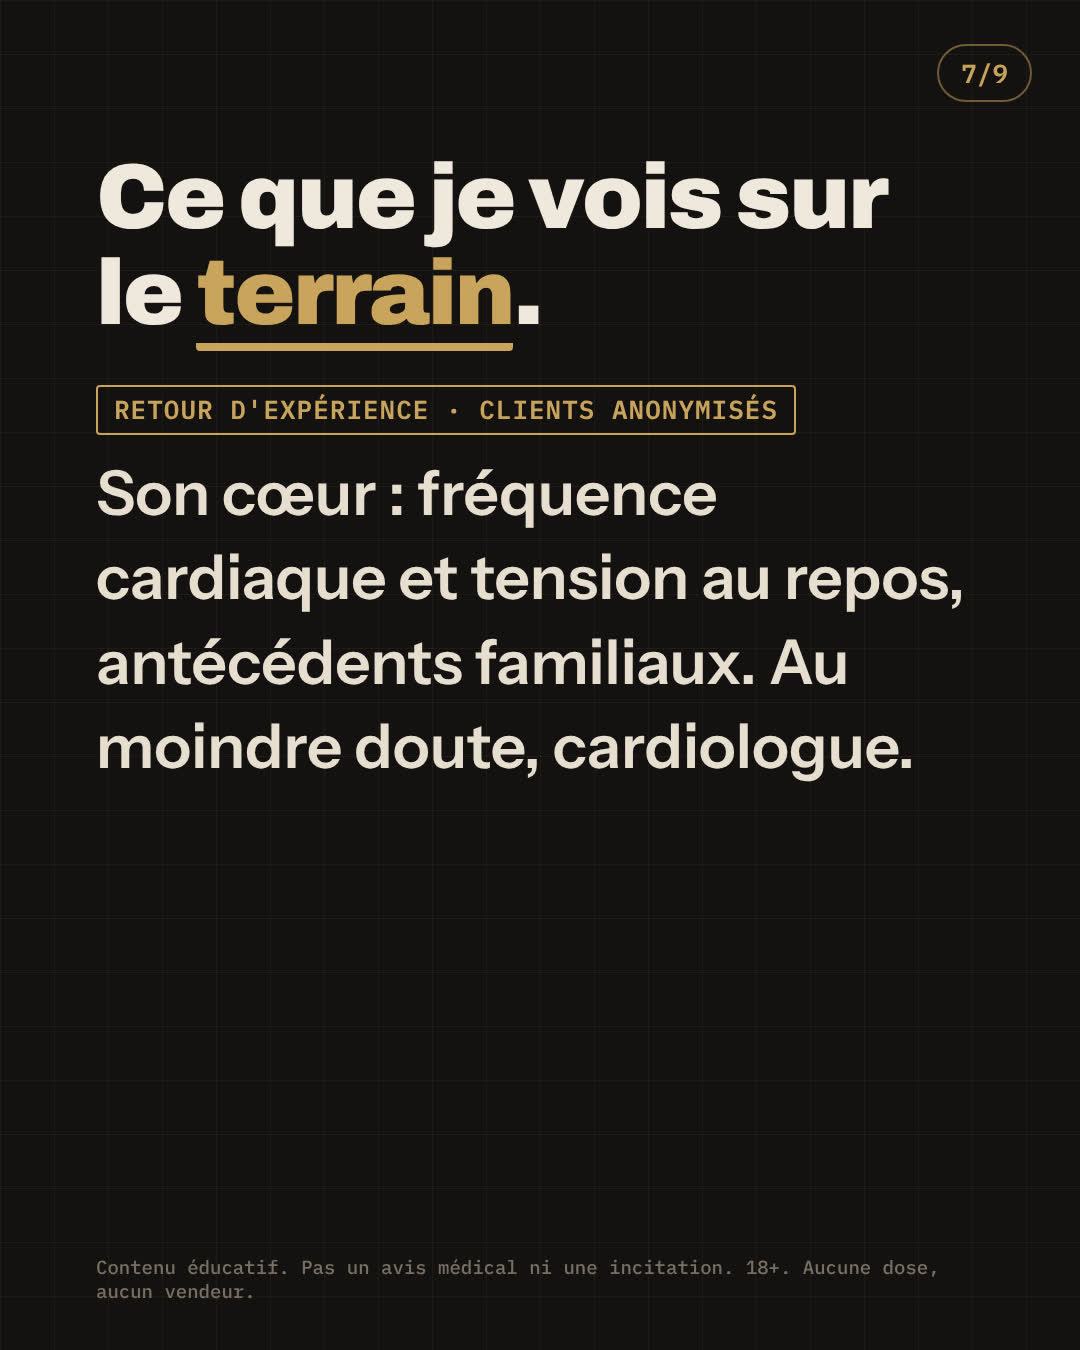 7/9
Ce que je vois sur
le terrain.
RETOUR D'EXPÉRIENCE · CLIENTS ANONYMISÉS
Son cœur : fréquence
cardiaque et tension au repos,
antécédents familiaux. Au
moindre doute, cardiologue.
Contenu éducatif. Pas un avis médical ni une incitation. 18+. Aucune dose,
aucun vendeur.